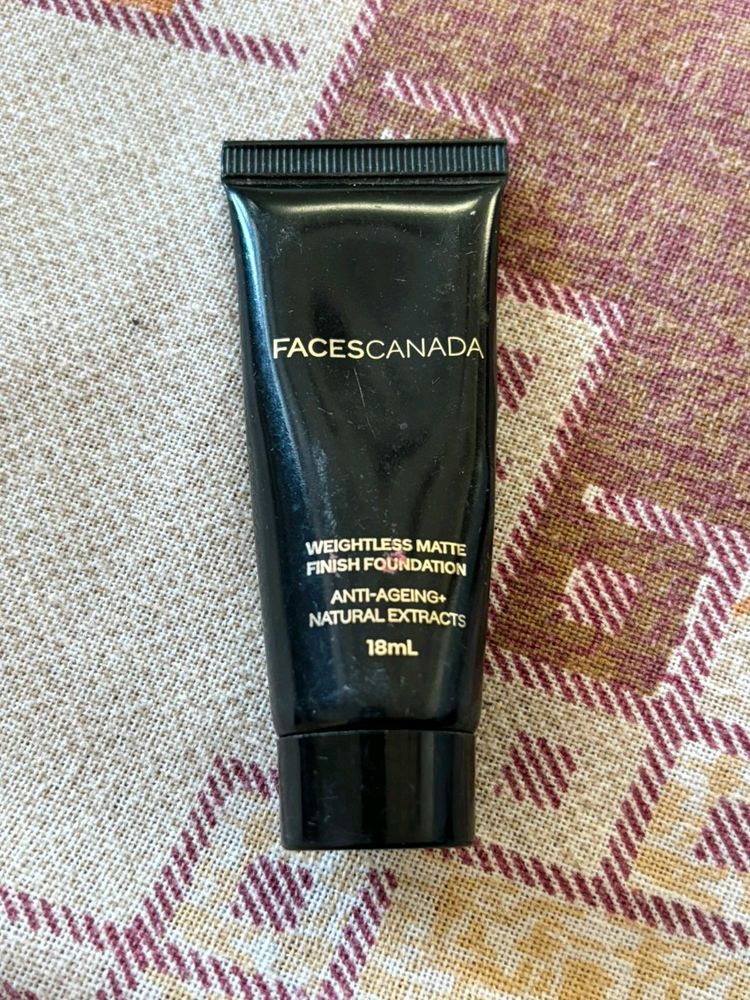 FACESCANADA
WEIGHTLESS MATTE
FINISH FOUNDATION
ANTI-AGEING+
NATURAL EXTRACTS
18mL